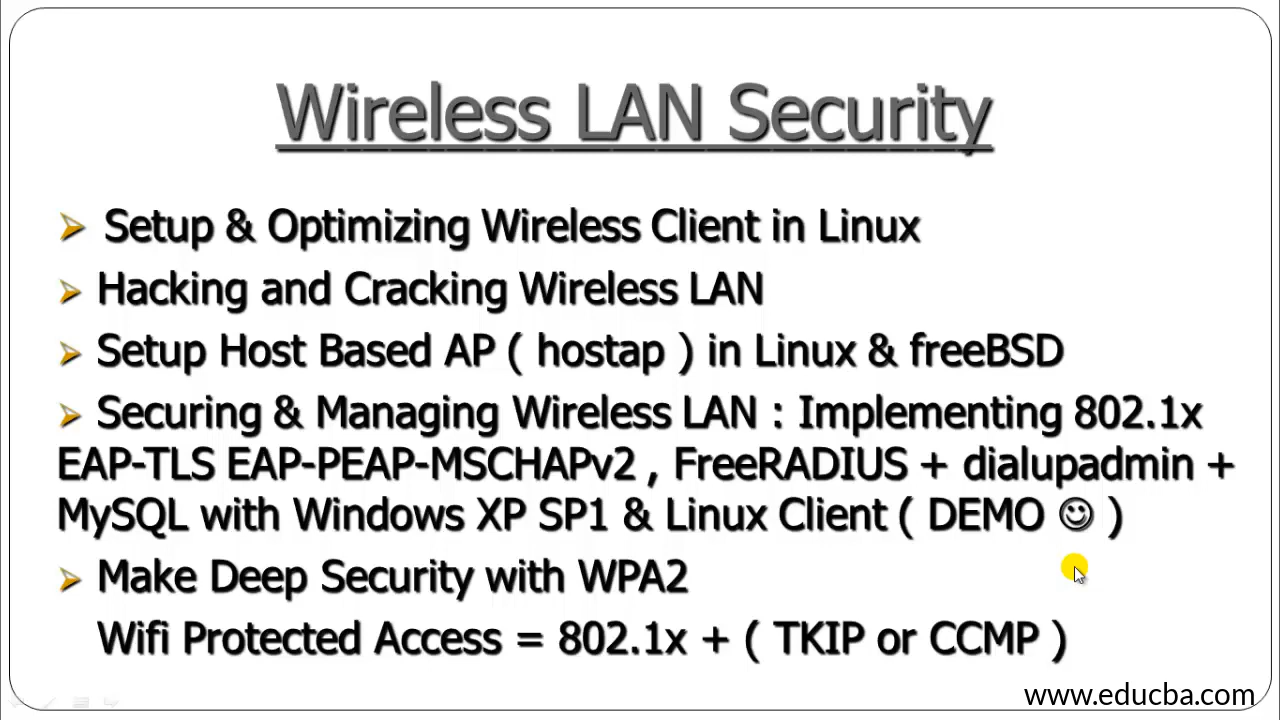 Wireless LAN Security
Setup & Optimizing Wireless Client in Linux
Hacking and Cracking Wireless LAN
Setup Host Based AP ( hostap ) in Linux & freeBSD
Securing & Managing Wireless LAN : Implementing 802.1x
EAP-TLS EAP-PEAP-MSCHAPv2 , FreeRADIUS + dialupadmin +
MySQL with Windows XP SP1 & Linux Client ( DEMO ☺ )
Make Deep Security with WPA2
Wifi Protected Access = 802.1x + ( TKIP or CCMP )
www.educba.com